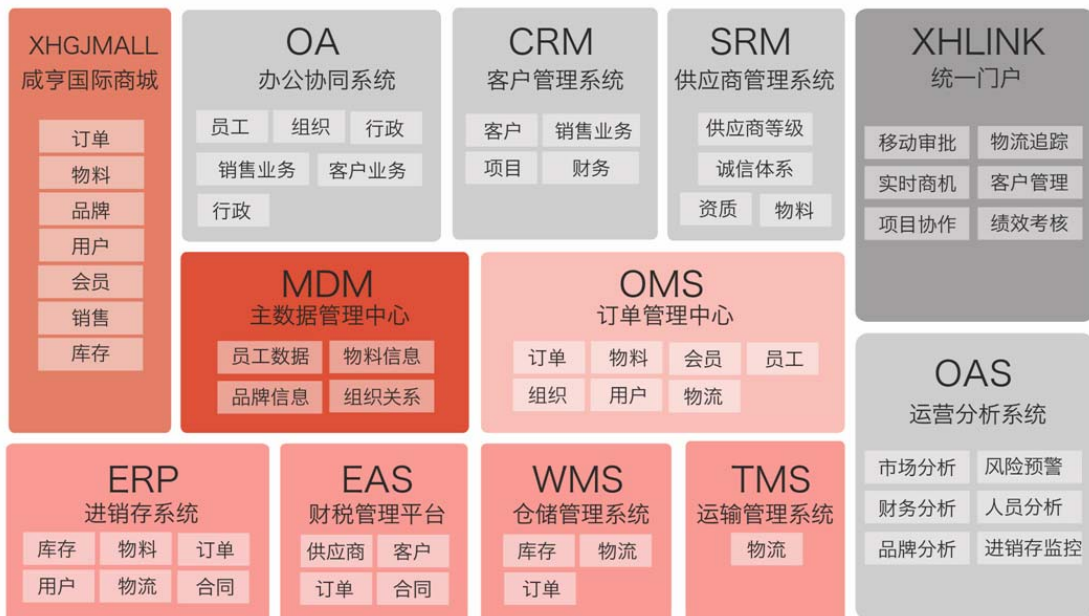 XHGJMALL
咸亨国际商城
订单
物料
品牌
用户
会员
销售
库存
OA
办公协同系统
员工 组织 行政
销售业务 客户业务
行政
CRM
客户管理系统
客户 销售业务
项目 财务
SRM
供应商管理系统
供应商等级
诚信体系
资质 物料
XHLINK
统一门户
移动审批 物流追踪
实时商机 客户管理
项目协作 绩效考核
MDM
主数据管理中心
员工数据 物料信息
品牌信息 组织关系
OMS
订单管理中心
订单 物料 会员 员工
组织 用户 物流
OAS
运营分析系统
市场分析 风险预警
财务分析 人员分析
品牌分析 进销存监控
ERP
进销存系统
库存 物料 订单
用户 物流 合同
EAS
财税管理平台
供应商 客户
订单 合同
WMS
仓储管理系统
库存 物流
订单
TMS
运输管理系统
物流